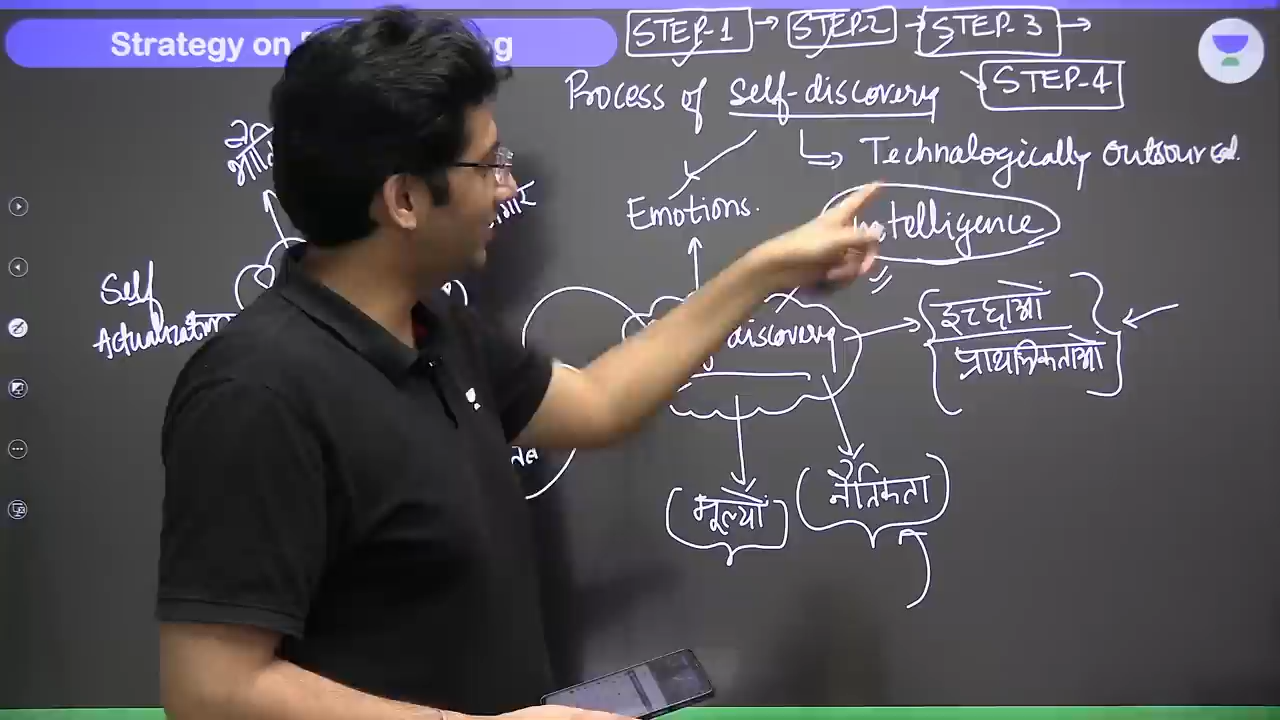 Strategy on
STEP-1 → STEP-2 → STEP-3 →
STEP-4
Process of self-discovery
Technalogically outsourced.
Emotions.
intelligence
Self
Actualization
discovery
इच्छाओं
प्राथमिकताओं
मूल्यों
नैतिकता